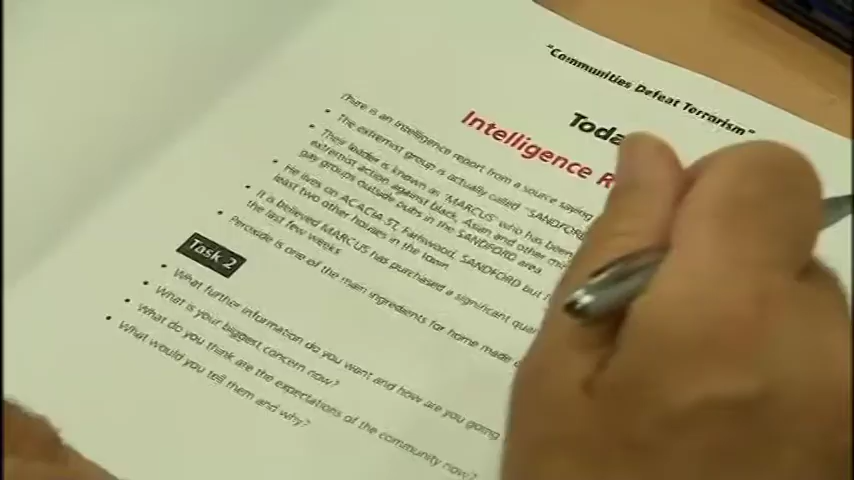 "Communities Defeat Terrorism"
Toda
Intelligence R
There is an intelligence report from a source saying
• The extremist group is actually called "SANDFORD
• Their leader is known as 'MARCUS' who has been
extremist action against black, Asian and other
gay groups outside pubs in the SANDFORD area
• He lives on ACACIA ST, Farnswood, SANDFORD but
least two other houses in the town
• It is believed MARCUS has purchased a significant
the last few weeks
• Peroxide is one of the main ingredients for home made
Task 2
• What further information do you want and how are you going
• What is your biggest concern now?
• What do you think are the expectations of the community now?
• What would you tell them and why?